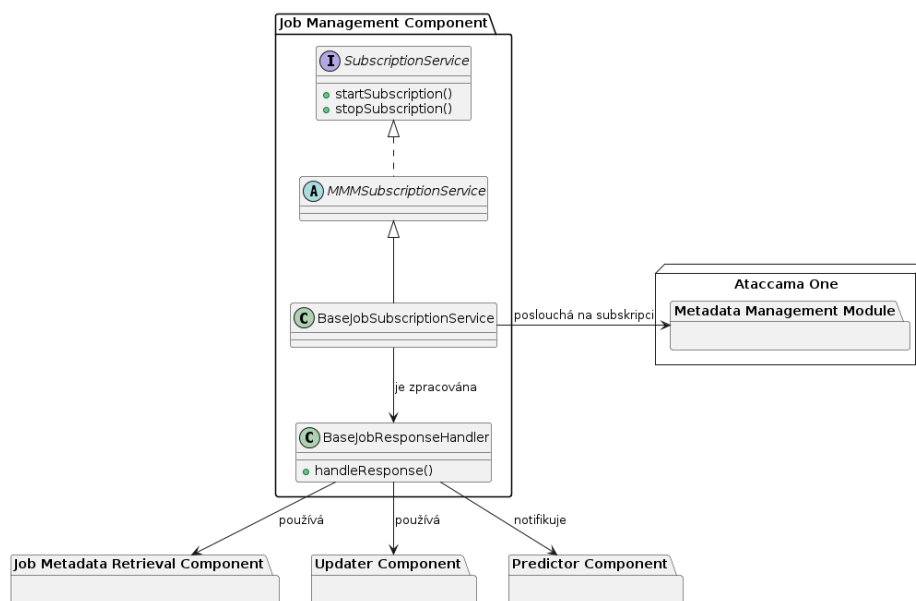 Job Management Component
I SubscriptionService
startSubscription()
stopSubscription()
A MMMSubscriptionService
Ataccama One
Metadata Management Module
C BaseJobSubscriptionService
poslouchá na subskripci
je zpracována
C BaseJobResponseHandler
handleResponse()
používá
používá
notifikuje
Job Metadata Retrieval Component
Updater Component
Predictor Component